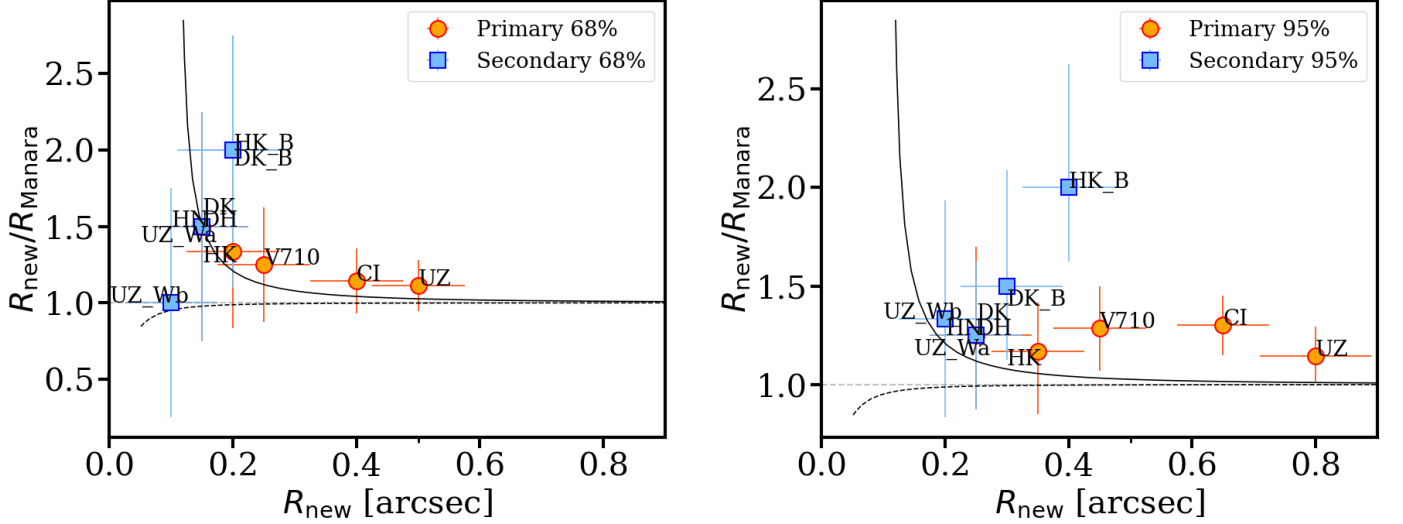 Primary 68%
Secondary 68%
2.5
2.0
1.5
1.0
0.5
R_new/R_Manara
HK_B
DK_B
DK
HN DH
UZ_Wa
HK
V710
CI
UZ
UZ_Wb
0.0 0.2 0.4 0.6 0.8
R_new [arcsec]
Primary 95%
Secondary 95%
2.5
2.0
1.5
1.0
R_new/R_Manara
HK_B
DK_B
UZ_Wb
DK
HN DH
UZ_Wa
HK
V710
CI
UZ
0.0 0.2 0.4 0.6 0.8
R_new [arcsec]